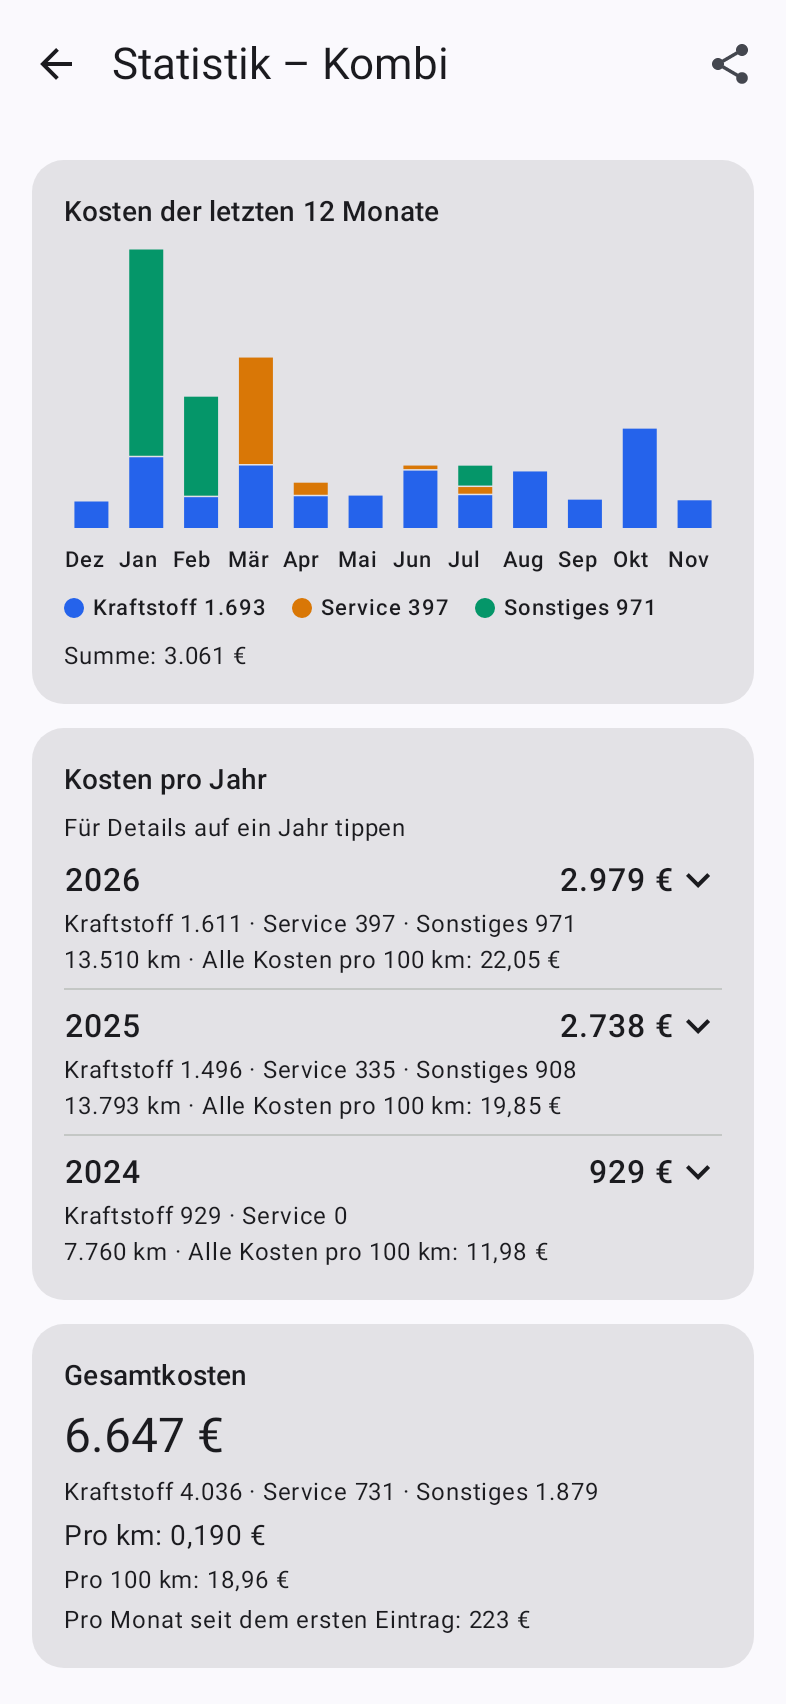 Statistik – Kombi
Kosten der letzten 12 Monate
Dez Jan Feb Mär Apr Mai Jun Jul Aug Sep Okt Nov
Kraftstoff 1.693 Service 397 Sonstiges 971
Summe: 3.061 €
Kosten pro Jahr
Für Details auf ein Jahr tippen
2026 2.979 €
Kraftstoff 1.611 · Service 397 · Sonstiges 971
13.510 km · Alle Kosten pro 100 km: 22,05 €
2025 2.738 €
Kraftstoff 1.496 · Service 335 · Sonstiges 908
13.793 km · Alle Kosten pro 100 km: 19,85 €
2024 929 €
Kraftstoff 929 · Service 0
7.760 km · Alle Kosten pro 100 km: 11,98 €
Gesamtkosten
6.647 €
Kraftstoff 4.036 · Service 731 · Sonstiges 1.879
Pro km: 0,190 €
Pro 100 km: 18,96 €
Pro Monat seit dem ersten Eintrag: 223 €